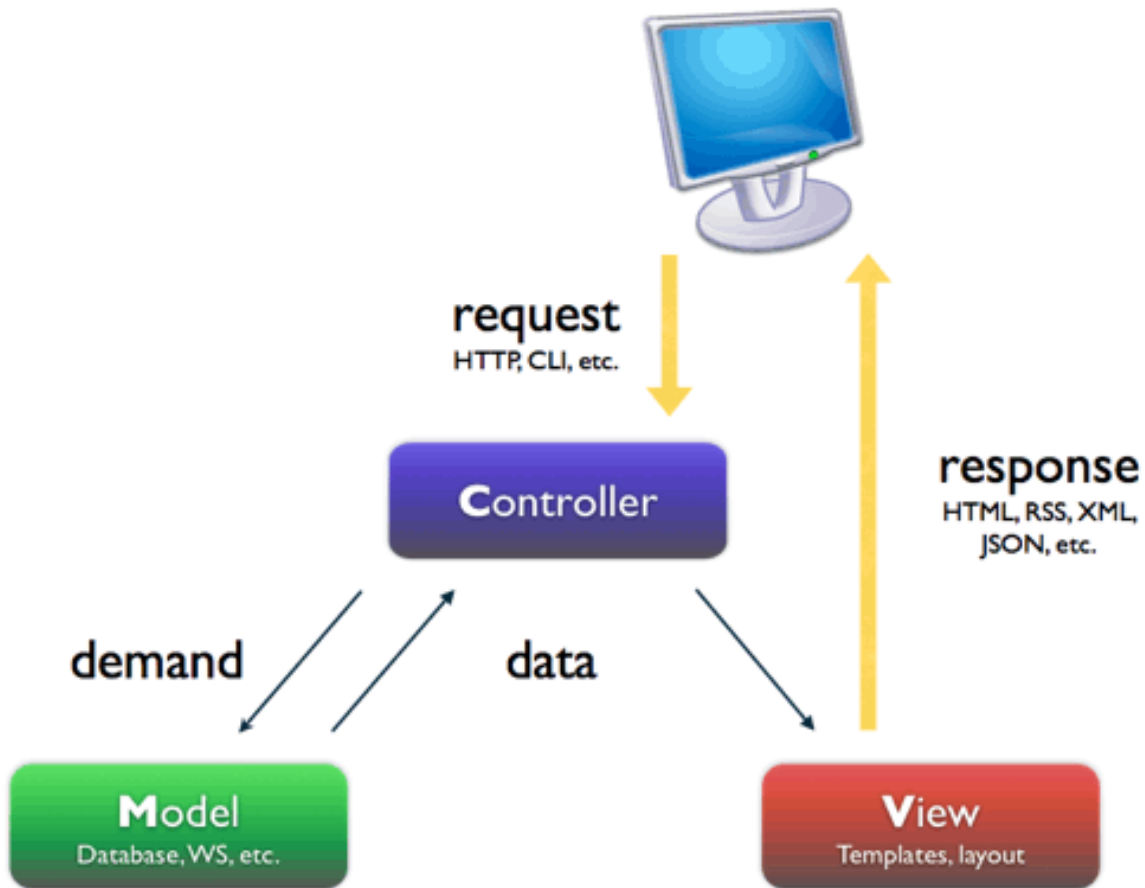 request
HTTP, CLI, etc.
Controller
response
HTML, RSS, XML,
JSON, etc.
demand
data
Model
Database, WS, etc.
View
Templates, layout